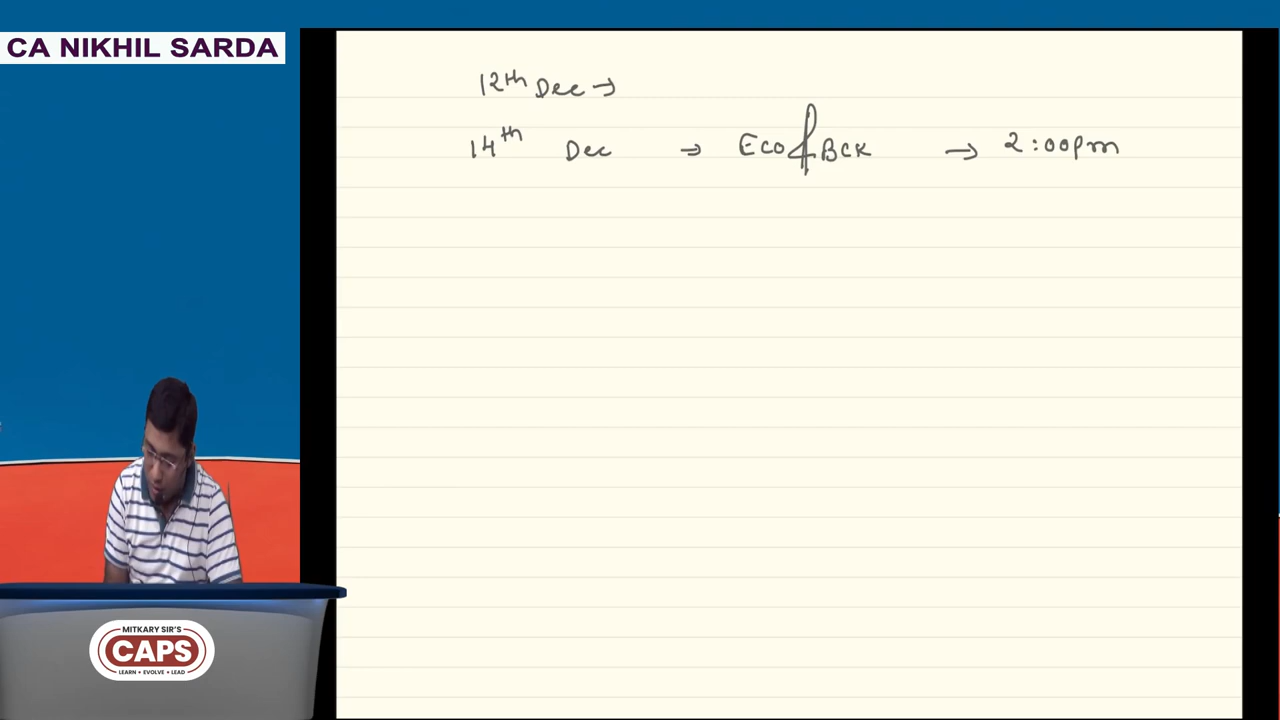 CA NIKHIL SARDA
12th Dec →
14th Dec → Eco & BCK → 2:00pm
MITKARY SIR'S
CAPS
LEARN • EVOLVE • LEAD